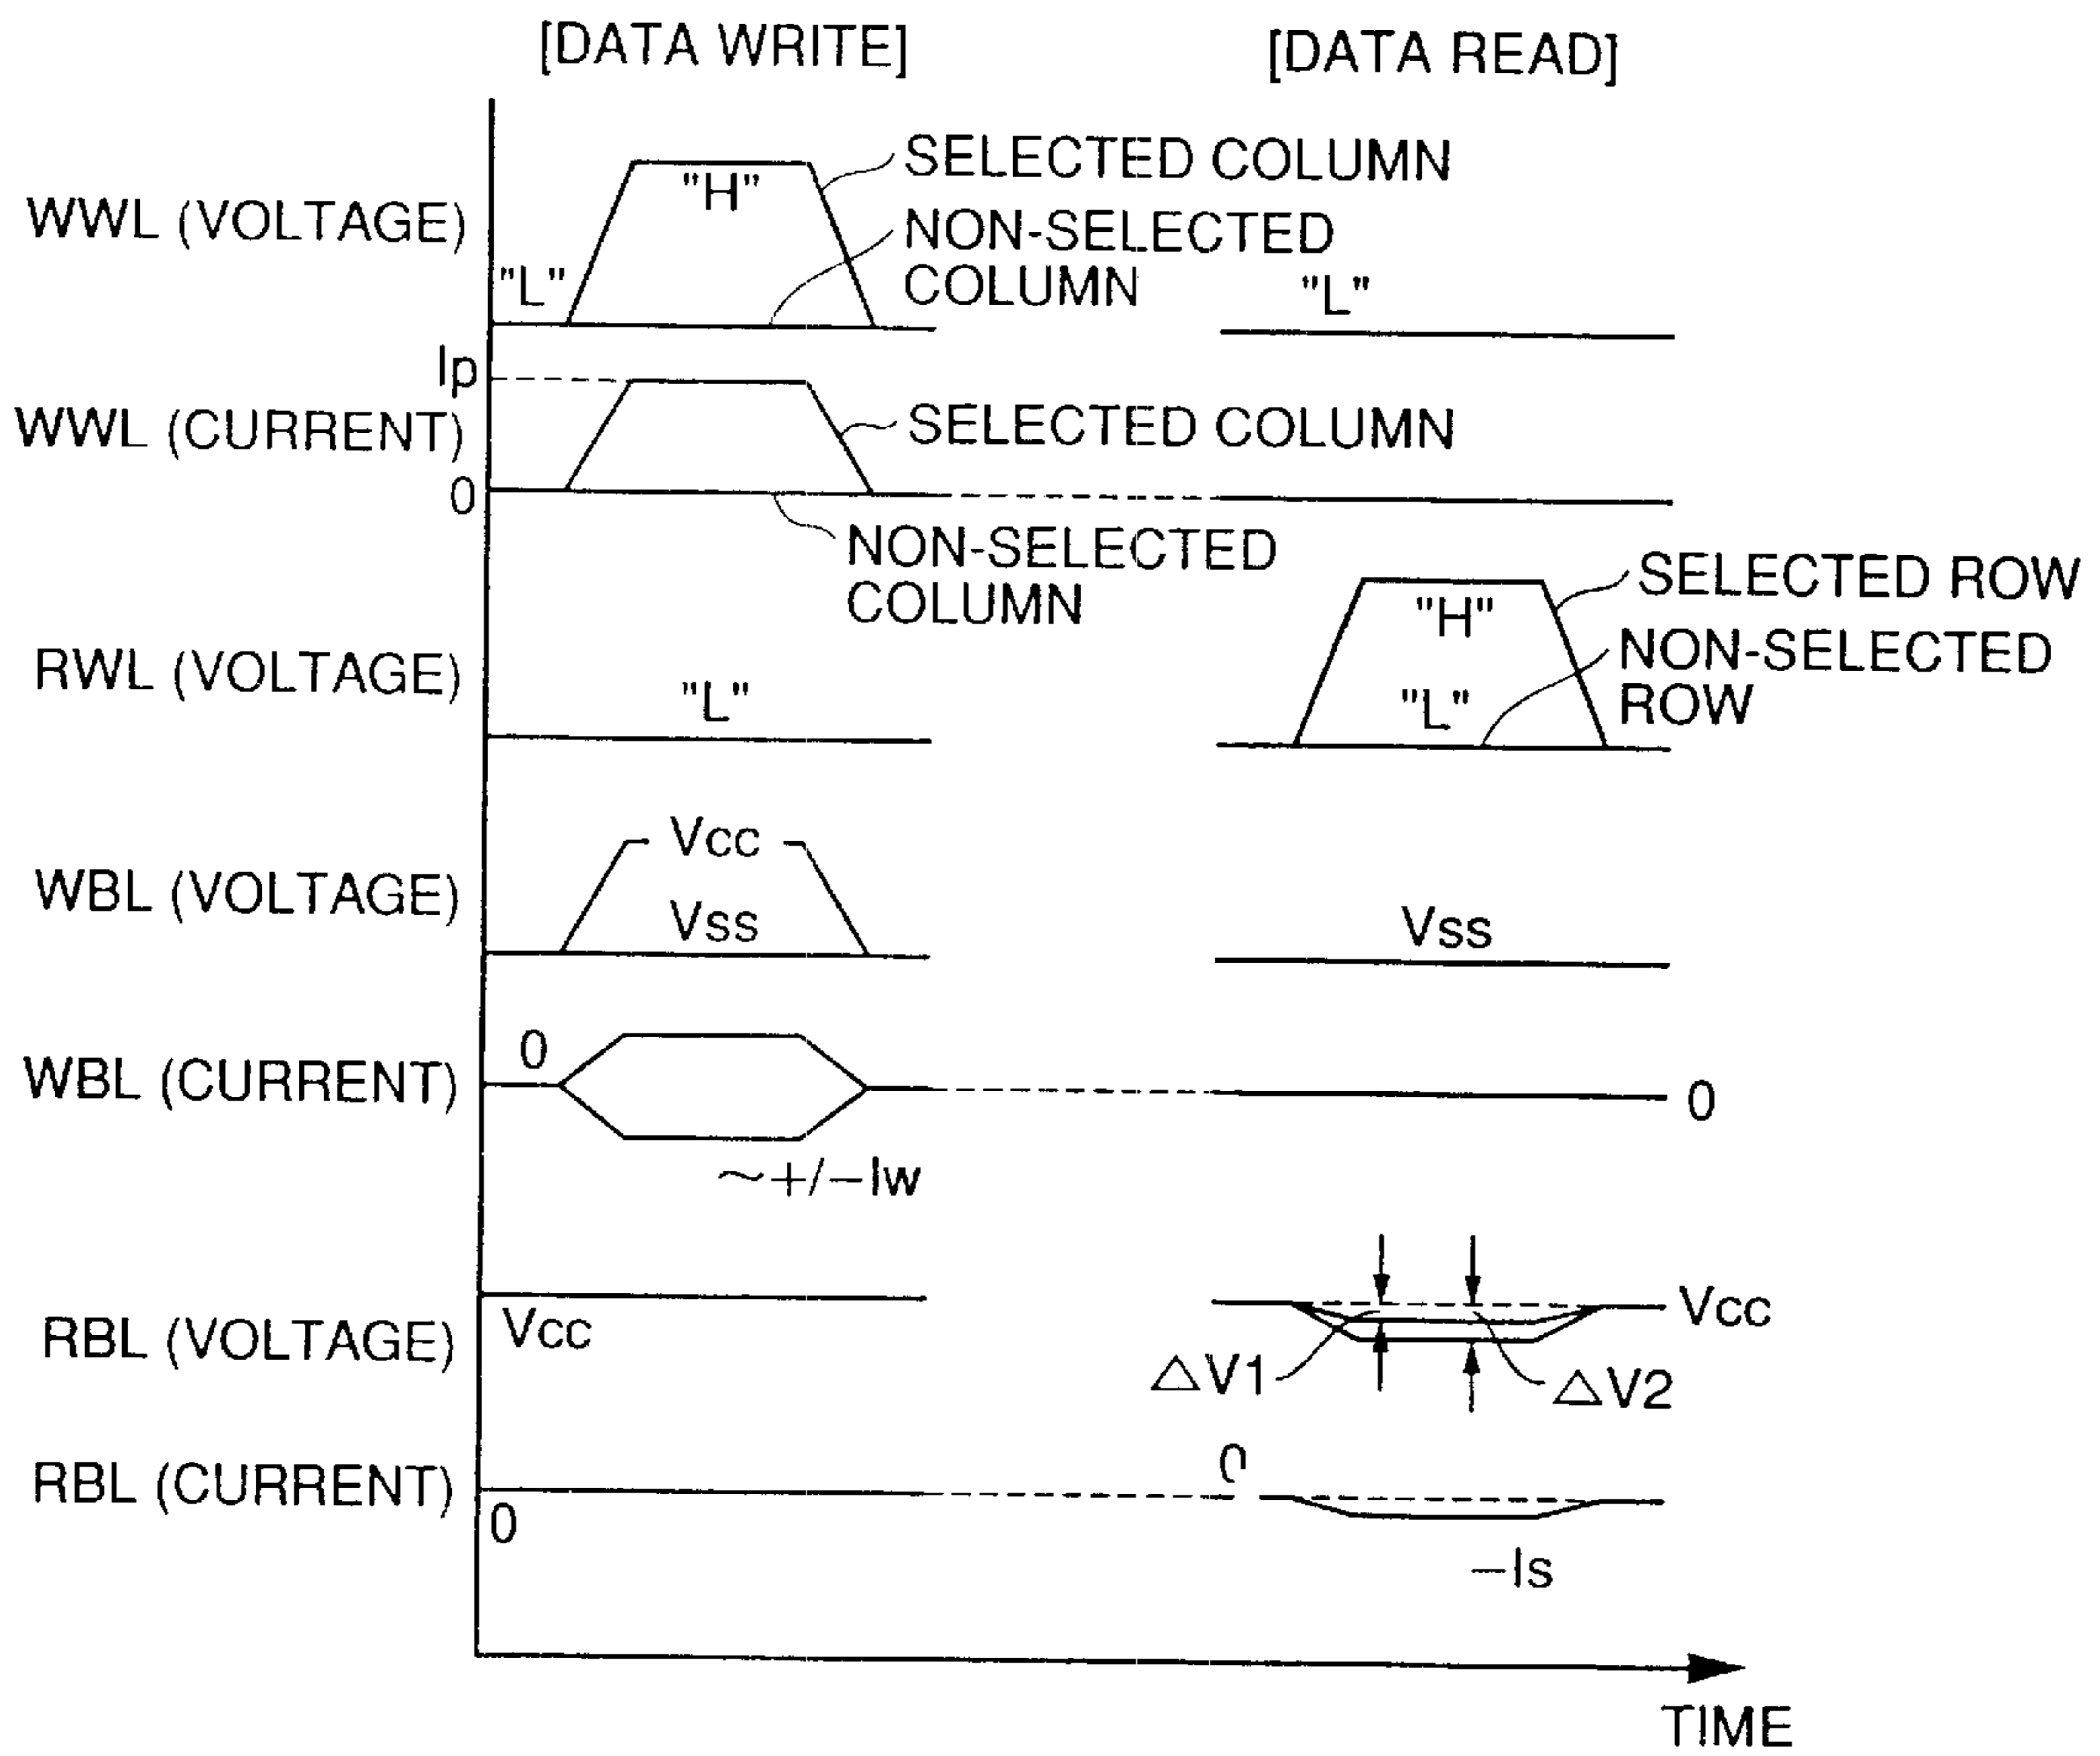 [DATA WRITE]
[DATA READ]
WWL (VOLTAGE)
"L"
"H"
SELECTED COLUMN
NON-SELECTED
COLUMN
"L"
Ip
WWL (CURRENT)
0
SELECTED COLUMN
NON-SELECTED
COLUMN
RWL (VOLTAGE)
"L"
"H"
"L"
SELECTED ROW
NON-SELECTED
ROW
WBL (VOLTAGE)
Vcc
Vss
Vss
WBL (CURRENT)
0
~+/−Iw
0
RBL (VOLTAGE)
Vcc
△V1
△V2
Vcc
RBL (CURRENT)
0
0
−Is
TIME